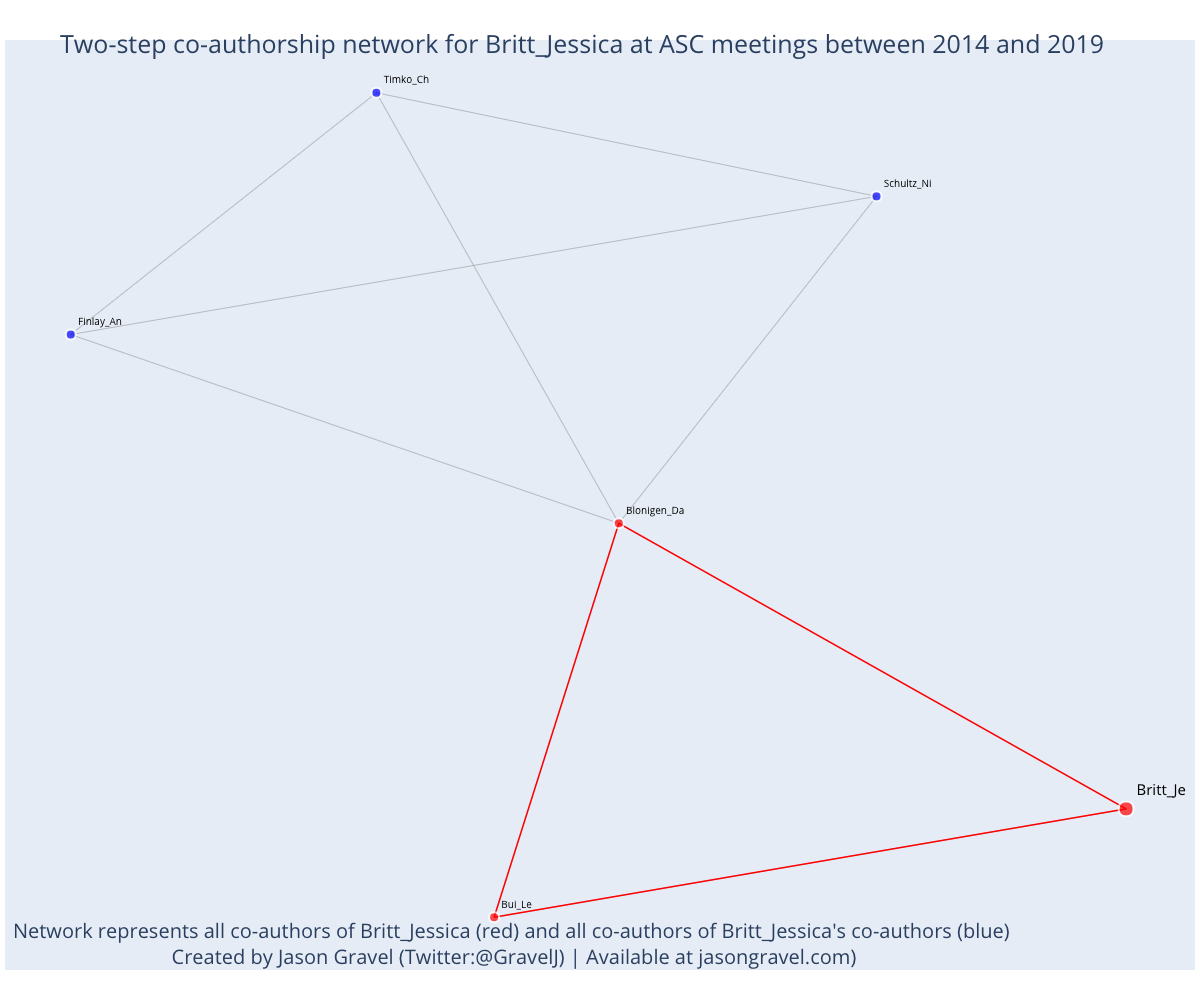 Two-step co-authorship network for Britt_Jessica at ASC meetings between 2014 and 2019
Timko_Ch
Schultz_Ni
Finlay_An
Blonigen_Da
Britt_Je
Bui_Le
Network represents all co-authors of Britt_Jessica (red) and all co-authors of Britt_Jessica's co-authors (blue)
Created by Jason Gravel (Twitter:@GravelJ) | Available at jasongravel.com)